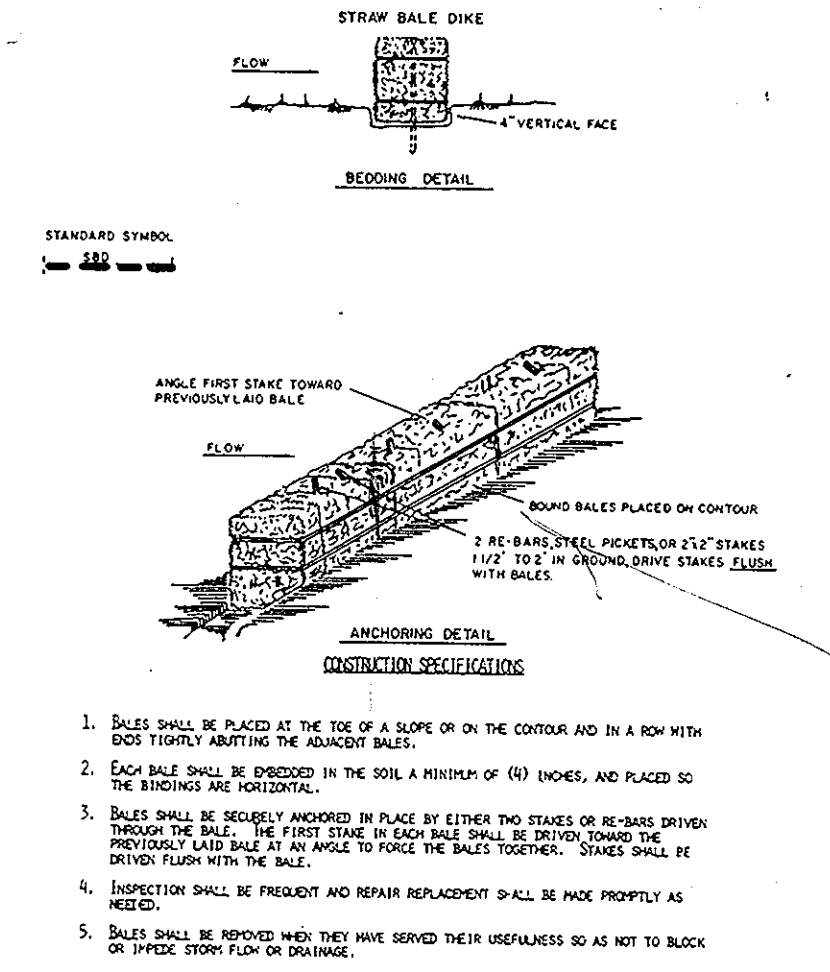 STRAW BALE DIKE
FLOW
4" VERTICAL FACE
BEDDING DETAIL
STANDARD SYMBOL
SBD
ANGLE FIRST STAKE TOWARD
PREVIOUSLY LAID BALE
FLOW
BOUND BALES PLACED ON CONTOUR
2 RE-BARS, STEEL PICKETS, OR 2"x2" STAKES
1 1/2' TO 2' IN GROUND, DRIVE STAKES FLUSH
WITH BALES.
ANCHORING DETAIL
CONSTRUCTION SPECIFICATIONS
1. BALES SHALL BE PLACED AT THE TOE OF A SLOPE OR ON THE CONTOUR AND IN A ROW WITH
ENDS TIGHTLY ABUTTING THE ADJACENT BALES.
2. EACH BALE SHALL BE EMBEDDED IN THE SOIL A MINIMUM OF (4) INCHES, AND PLACED SO
THE BINDINGS ARE HORIZONTAL.
3. BALES SHALL BE SECURELY ANCHORED IN PLACE BY EITHER TWO STAKES OR RE-BARS DRIVEN
THROUGH THE BALE. THE FIRST STAKE IN EACH BALE SHALL BE DRIVEN TOWARD THE
PREVIOUSLY LAID BALE AT AN ANGLE TO FORCE THE BALES TOGETHER. STAKES SHALL BE
DRIVEN FLUSH WITH THE BALE.
4. INSPECTION SHALL BE FREQUENT AND REPAIR REPLACEMENT SHALL BE MADE PROMPTLY AS
NEEDED.
5. BALES SHALL BE REMOVED WHEN THEY HAVE SERVED THEIR USEFULNESS SO AS NOT TO BLOCK
OR IMPEDE STORM FLOW OR DRAINAGE.